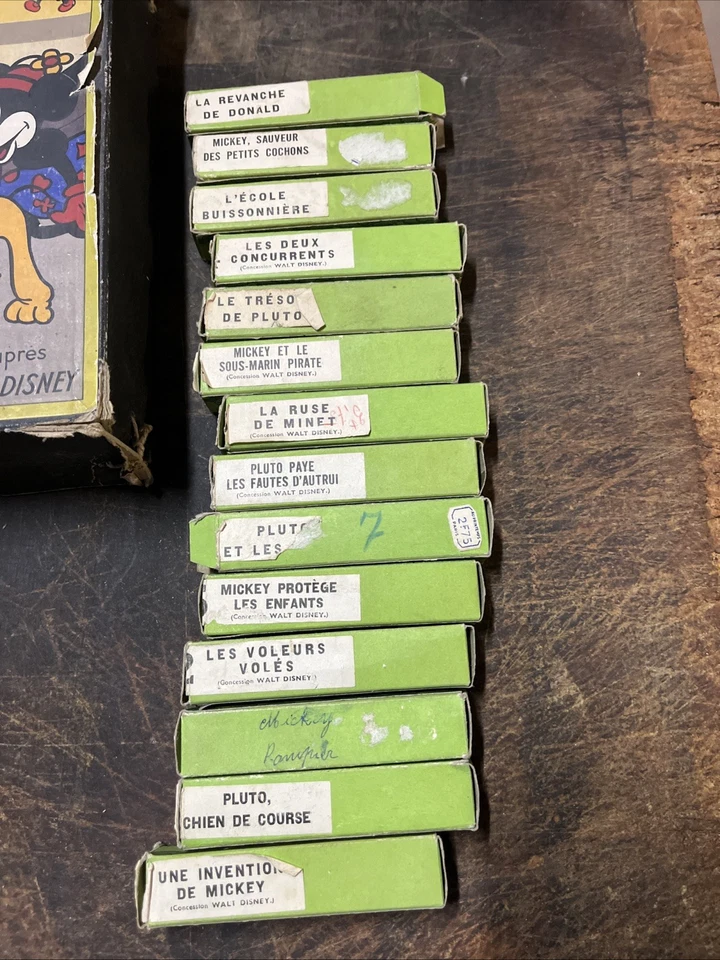 LA REVANCHE
DE DONALD
MICKEY, SAUVEUR
DES PETITS COCHONS
L'ÉCOLE
BUISSONNIÈRE
LES DEUX
CONCURRENTS
(Concession WALT DISNEY.)
LE TRÉSO
DE PLUTO
MICKEY ET LE
SOUS-MARIN PIRATE
(Concession WALT DISNEY.)
LA RUSE
DE MINET
(Concession WALT DISNEY.)
PLUTO PAYE
LES FAUTES D'AUTRUI
(Concession WALT DISNEY.)
PLUTO
ET LES
7
2F75
MICKEY PROTÈGE
LES ENFANTS
(Concession WALT DISNEY.)
LES VOLEURS
VOLÉS
(Concession WALT DISNEY.)
Mickey
PLUTO,
CHIEN DE COURSE
UNE INVENTION
DE MICKEY
(Concession WALT DISNEY.)
après
DISNEY